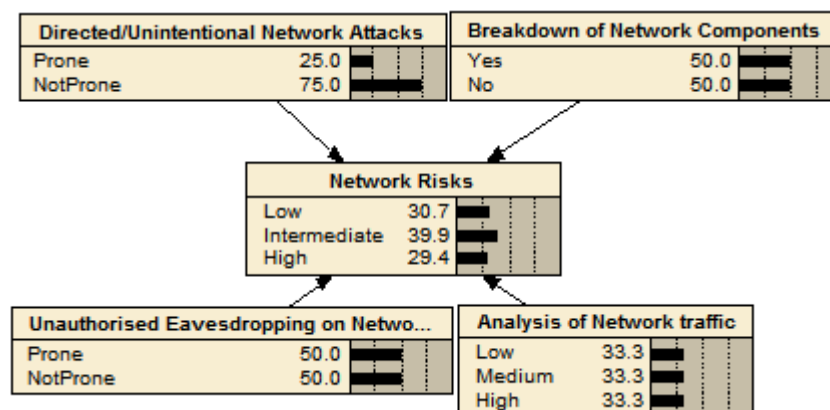 Directed/Unintentional Network Attacks
Prone 25.0
NotProne 75.0
Breakdown of Network Components
Yes 50.0
No 50.0
Network Risks
Low 30.7
Intermediate 39.9
High 29.4
Unauthorised Eavesdropping on Netwo...
Prone 50.0
NotProne 50.0
Analysis of Network traffic
Low 33.3
Medium 33.3
High 33.3